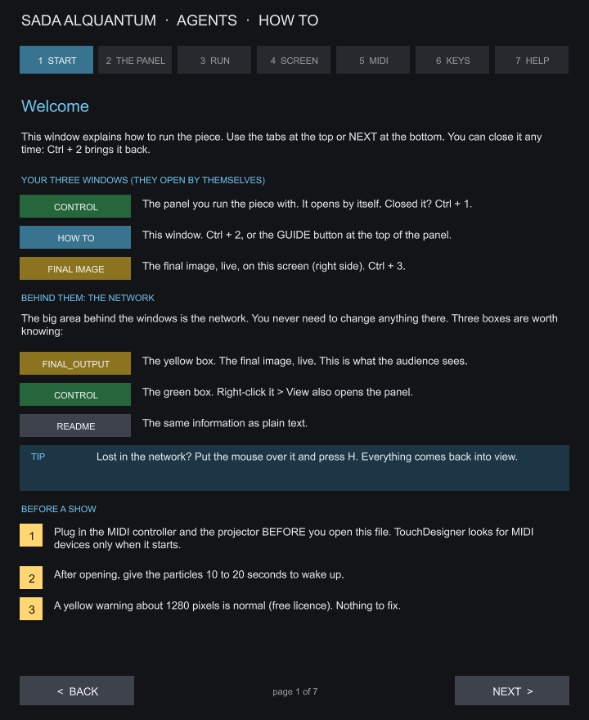 SADA ALQUANTUM · AGENTS · HOW TO
1 START
2 THE PANEL
3 RUN
4 SCREEN
5 MIDI
6 KEYS
7 HELP
Welcome
This window explains how to run the piece. Use the tabs at the top or NEXT at the bottom. You can close it any
time: Ctrl + 2 brings it back.
YOUR THREE WINDOWS (THEY OPEN BY THEMSELVES)
CONTROL
The panel you run the piece with. It opens by itself. Closed it? Ctrl + 1.
HOW TO
This window. Ctrl + 2, or the GUIDE button at the top of the panel.
FINAL IMAGE
The final image, live, on this screen (right side). Ctrl + 3.
BEHIND THEM: THE NETWORK
The big area behind the windows is the network. You never need to change anything there. Three boxes are worth
knowing:
FINAL_OUTPUT
The yellow box. The final image, live. This is what the audience sees.
CONTROL
The green box. Right-click it > View also opens the panel.
README
The same information as plain text.
TIP
Lost in the network? Put the mouse over it and press H. Everything comes back into view.
BEFORE A SHOW
1
Plug in the MIDI controller and the projector BEFORE you open this file. TouchDesigner looks for MIDI
devices only when it starts.
2
After opening, give the particles 10 to 20 seconds to wake up.
3
A yellow warning about 1280 pixels is normal (free licence). Nothing to fix.
< BACK
page 1 of 7
NEXT >